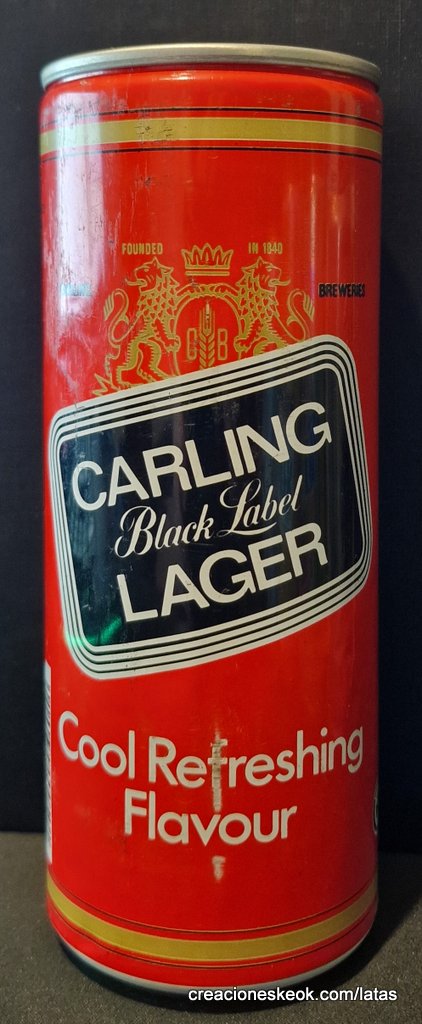 FOUNDED IN 1840
BREWERIES
C B
CARLING
Black Label
LAGER
Cool Refreshing
Flavour
creacioneskeok.com/latas